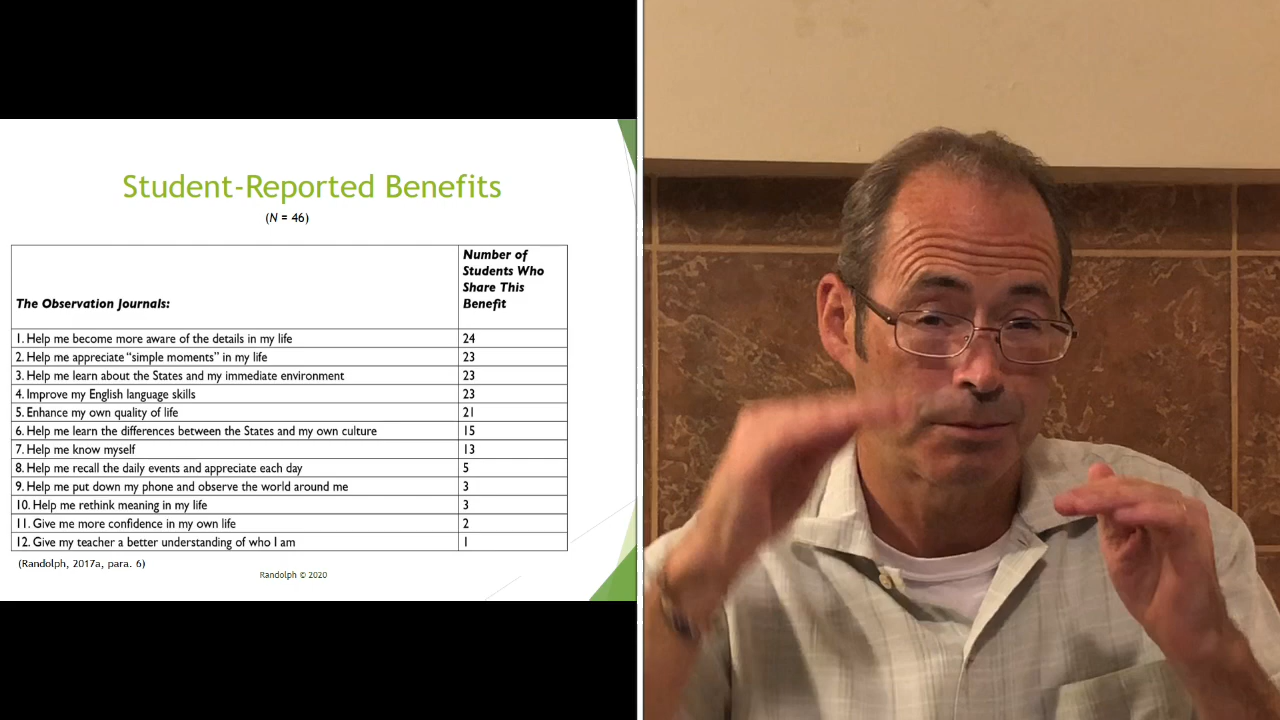 Student-Reported Benefits
(N = 46)
The Observation Journals:
Number of
Students Who
Share This
Benefit
1. Help me become more aware of the details in my life 24
2. Help me appreciate “simple moments” in my life 23
3. Help me learn about the States and my immediate environment 23
4. Improve my English language skills 23
5. Enhance my own quality of life 21
6. Help me learn the differences between the States and my own culture 15
7. Help me know myself 13
8. Help me recall the daily events and appreciate each day 5
9. Help me put down my phone and observe the world around me 3
10. Help me rethink meaning in my life 3
11. Give me more confidence in my own life 2
12. Give my teacher a better understanding of who I am 1
(Randolph, 2017a, para. 6)
Randolph © 2020